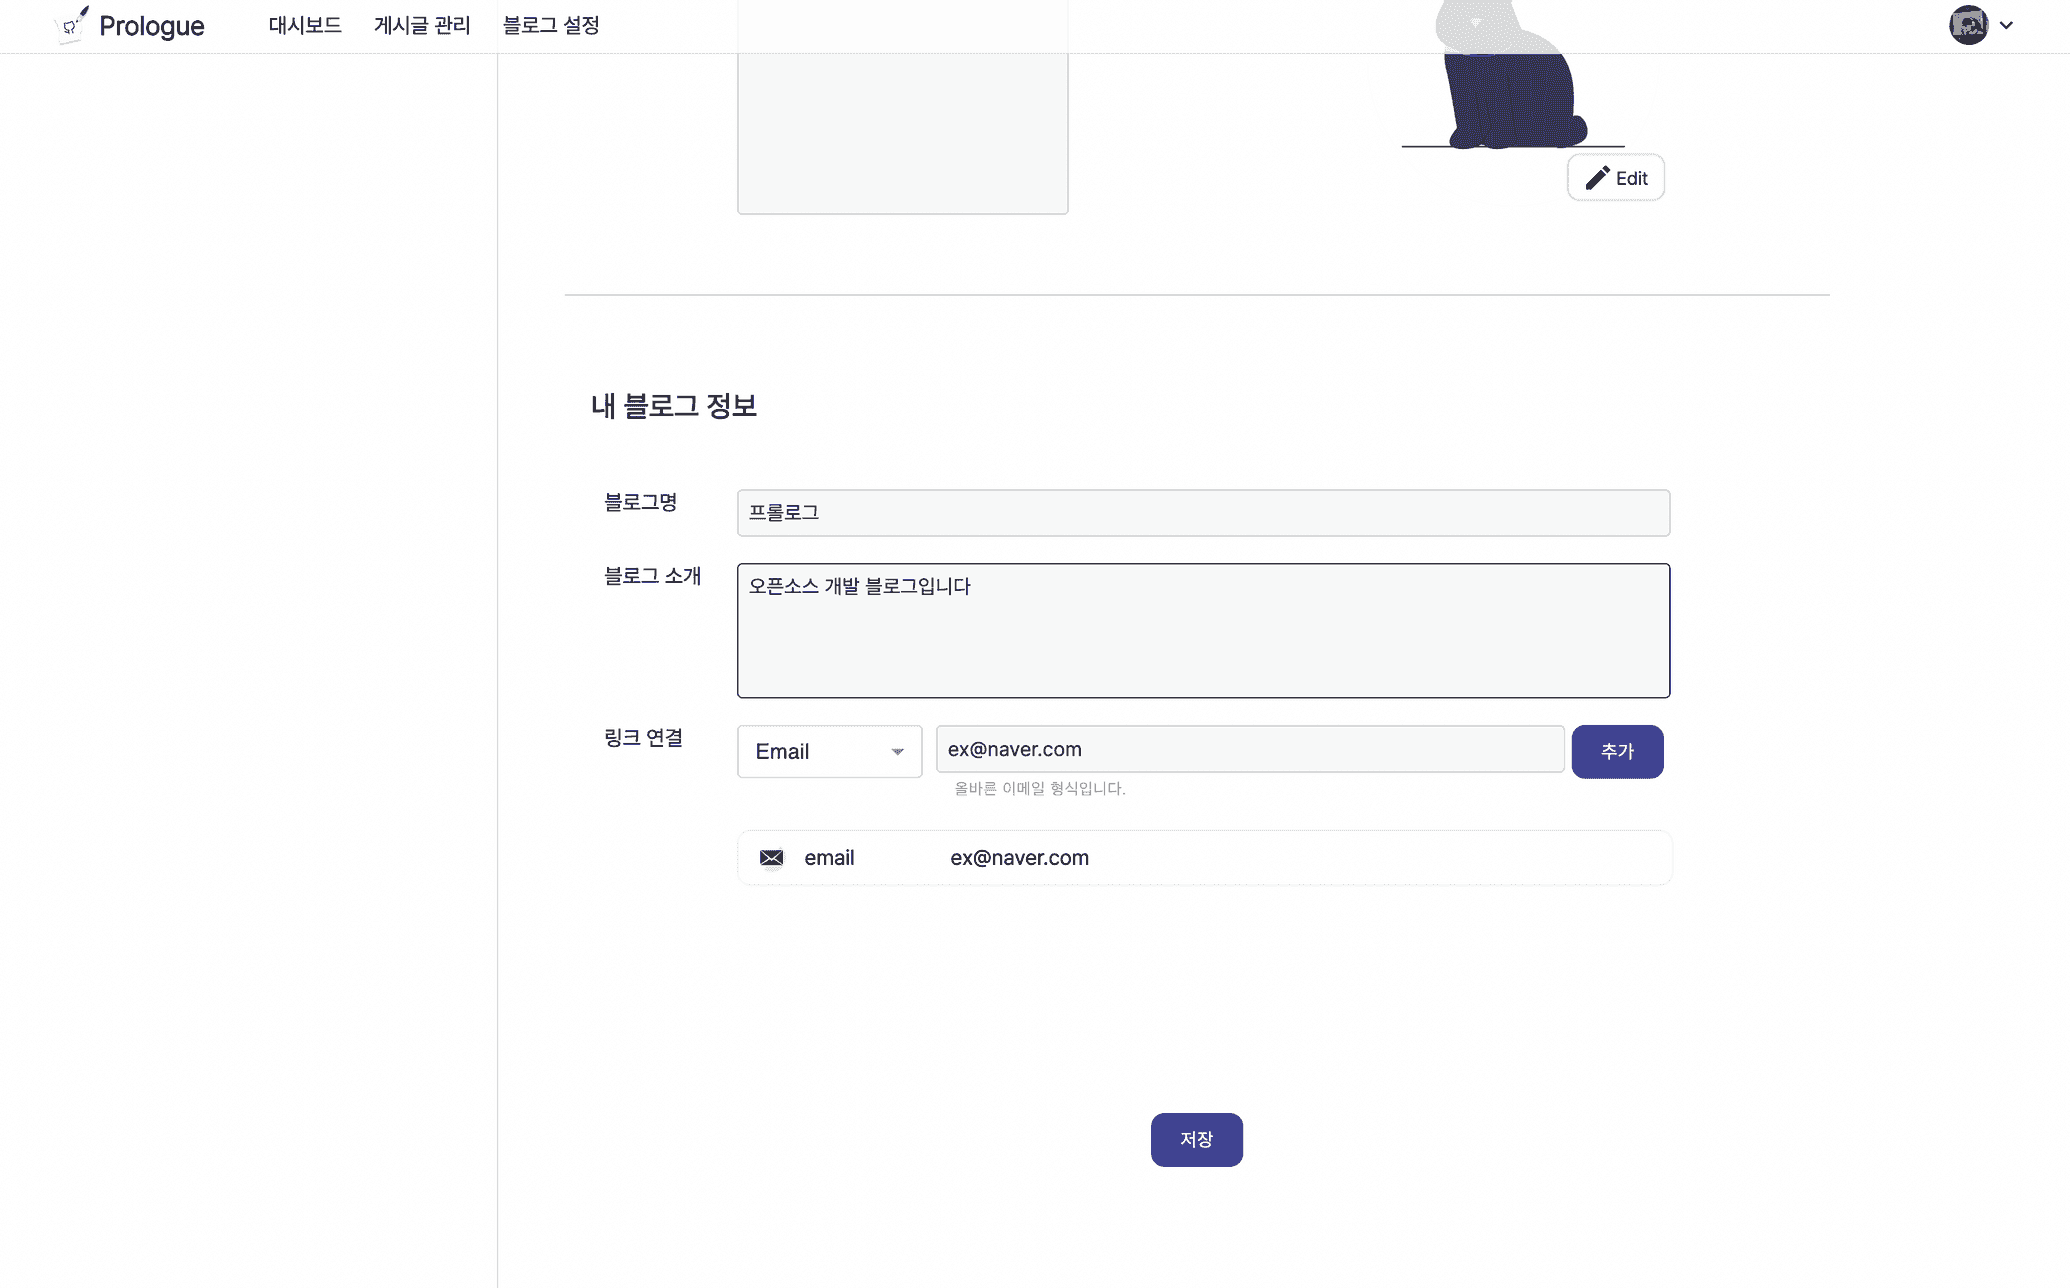 Prologue 대시보드 게시글 관리 블로그 설정
Edit
내 블로그 정보
블로그명 프롤로그
블로그 소개 오픈소스 개발 블로그입니다
링크 연결 Email ex@naver.com 추가
올바른 이메일 형식입니다.
email ex@naver.com
저장